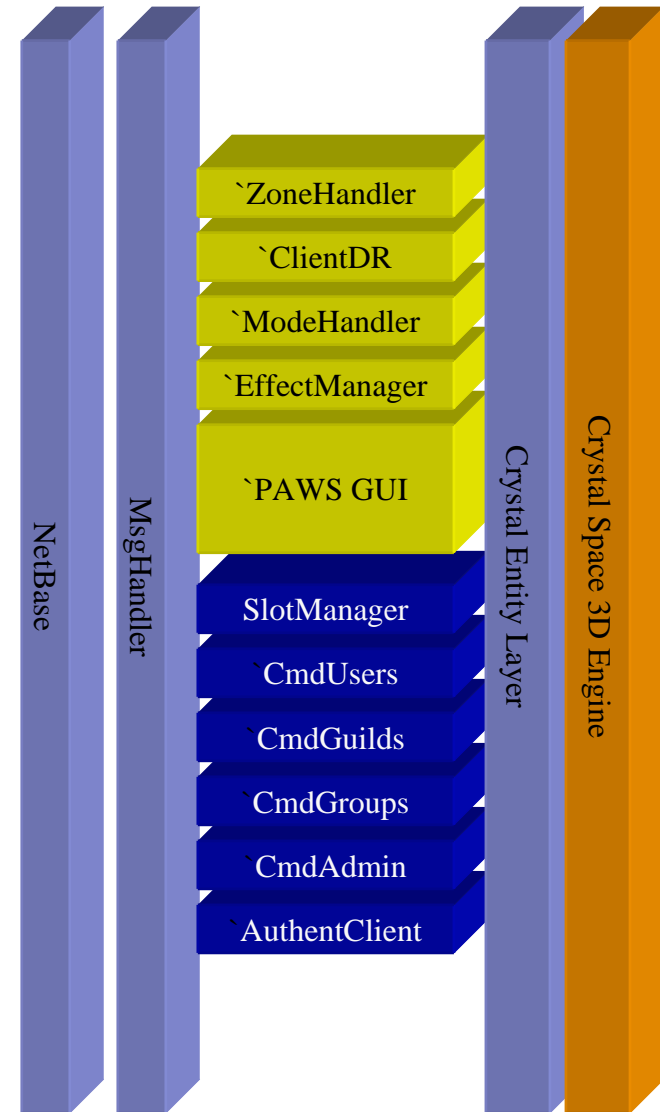 `ZoneHandler
`ClientDR
`ModeHandler
`EffectManager
`PAWS GUI
SlotManager
`CmdUsers
`CmdGuilds
`CmdGroups
`CmdAdmin
`AuthentClient
NetBase
MsgHandler
Crystal Entity Layer
Crystal Space 3D Engine